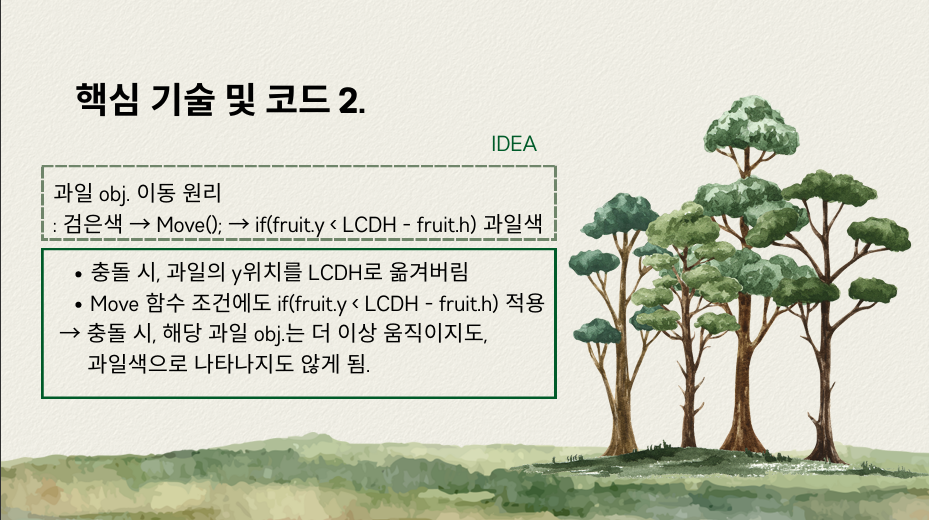 핵심 기술 및 코드 2.
IDEA
과일 obj. 이동 원리
: 검은색 → Move(); → if(fruit.y < LCDH - fruit.h) 과일색
• 충돌 시, 과일의 y위치를 LCDH로 옮겨버림
• Move 함수 조건에도 if(fruit.y < LCDH - fruit.h) 적용
→ 충돌 시, 해당 과일 obj.는 더 이상 움직이지도,
과일색으로 나타나지도 않게 됨.